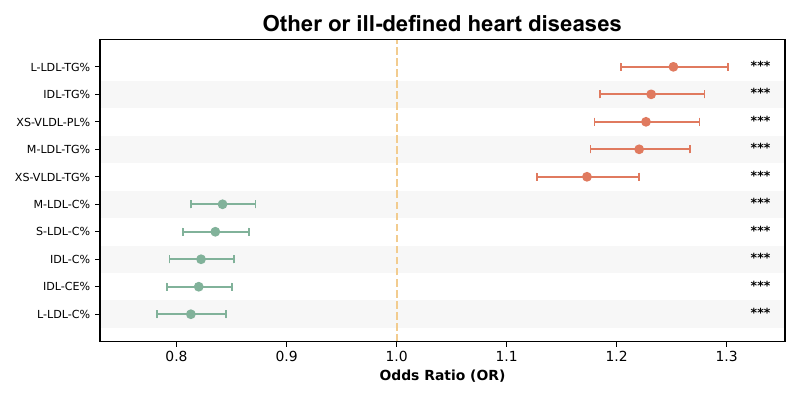 Other or ill-defined heart diseases
L-LDL-TG% ***
IDL-TG% ***
XS-VLDL-PL% ***
M-LDL-TG% ***
XS-VLDL-TG% ***
M-LDL-C% ***
S-LDL-C% ***
IDL-C% ***
IDL-CE% ***
L-LDL-C% ***
0.8 0.9 1.0 1.1 1.2 1.3
Odds Ratio (OR)